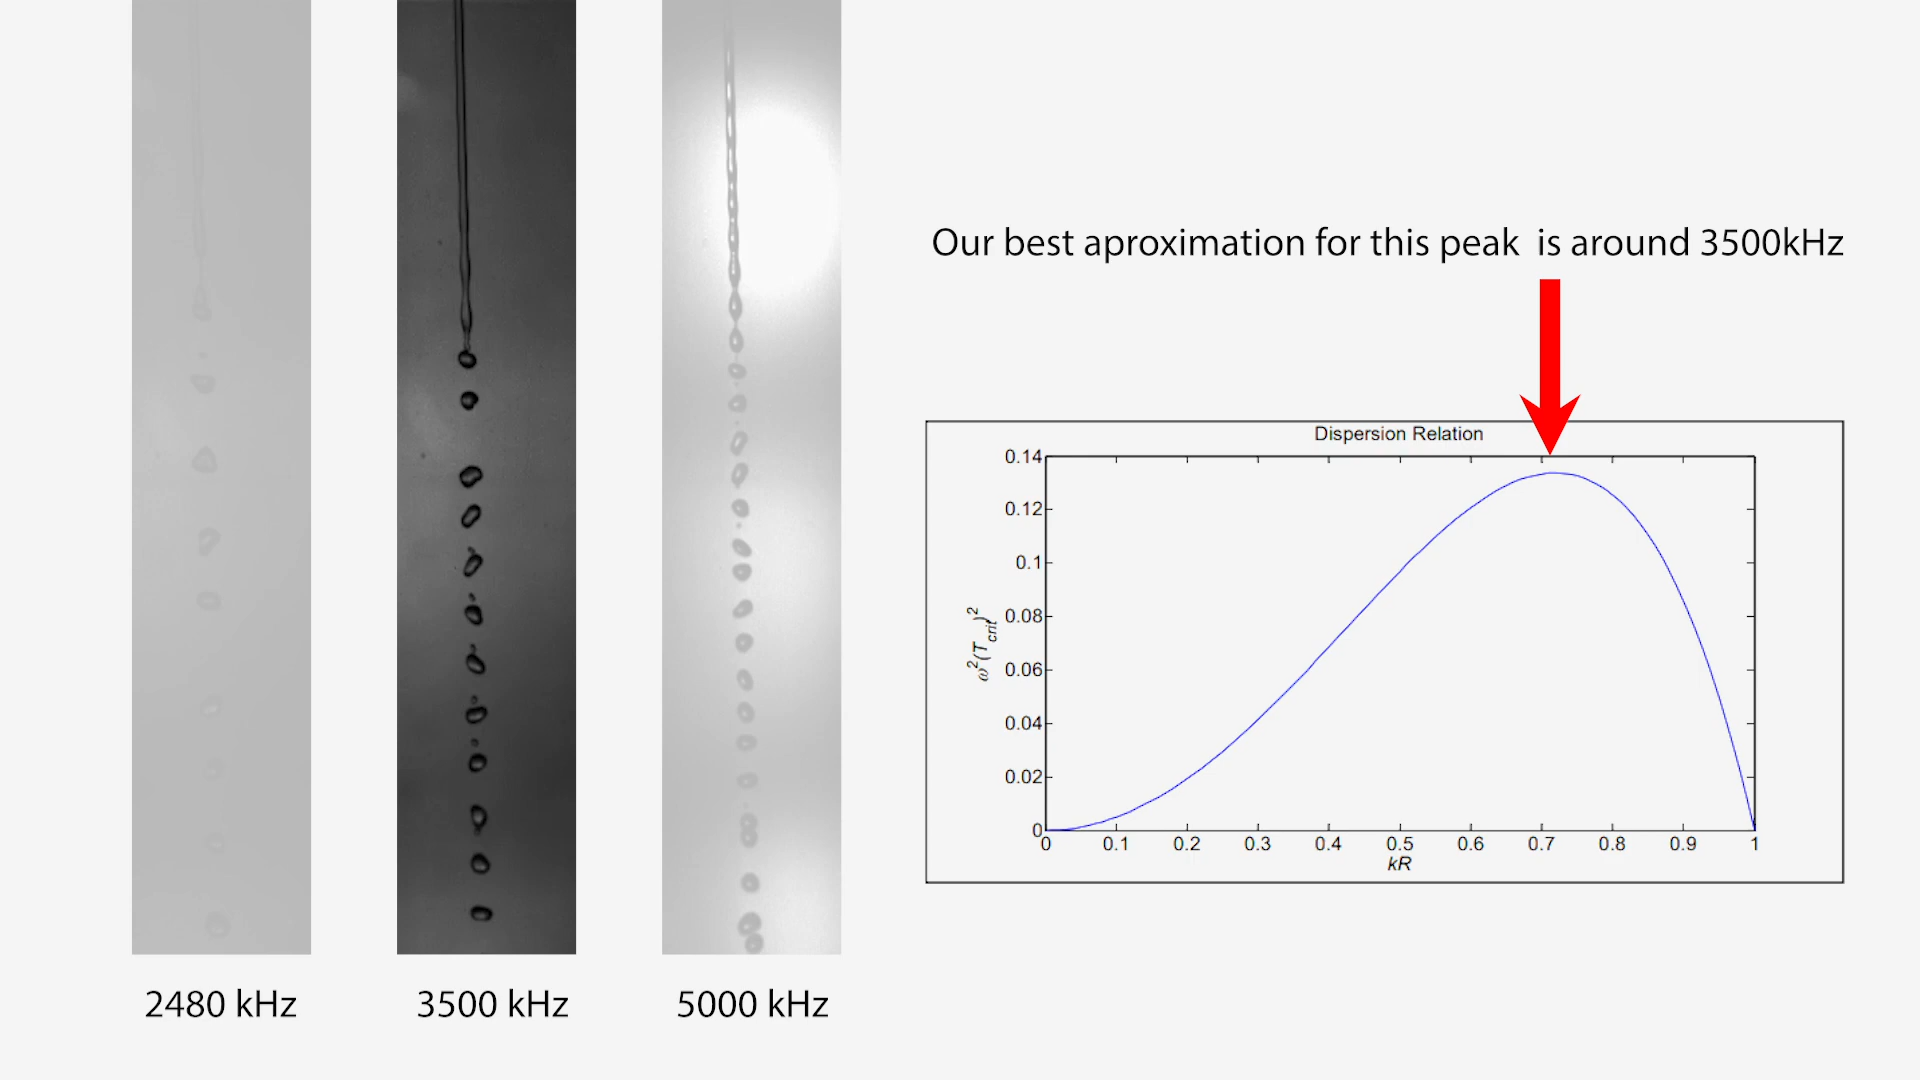 Our best aproximation for this peak is around 3500kHz
Dispersion Relation
0.14
0.12
0.1
0.08
0.06
0.04
0.02
0
ω²(T_crit)²
0 0.1 0.2 0.3 0.4 0.5 0.6 0.7 0.8 0.9 1
kR
2480 kHz 3500 kHz 5000 kHz